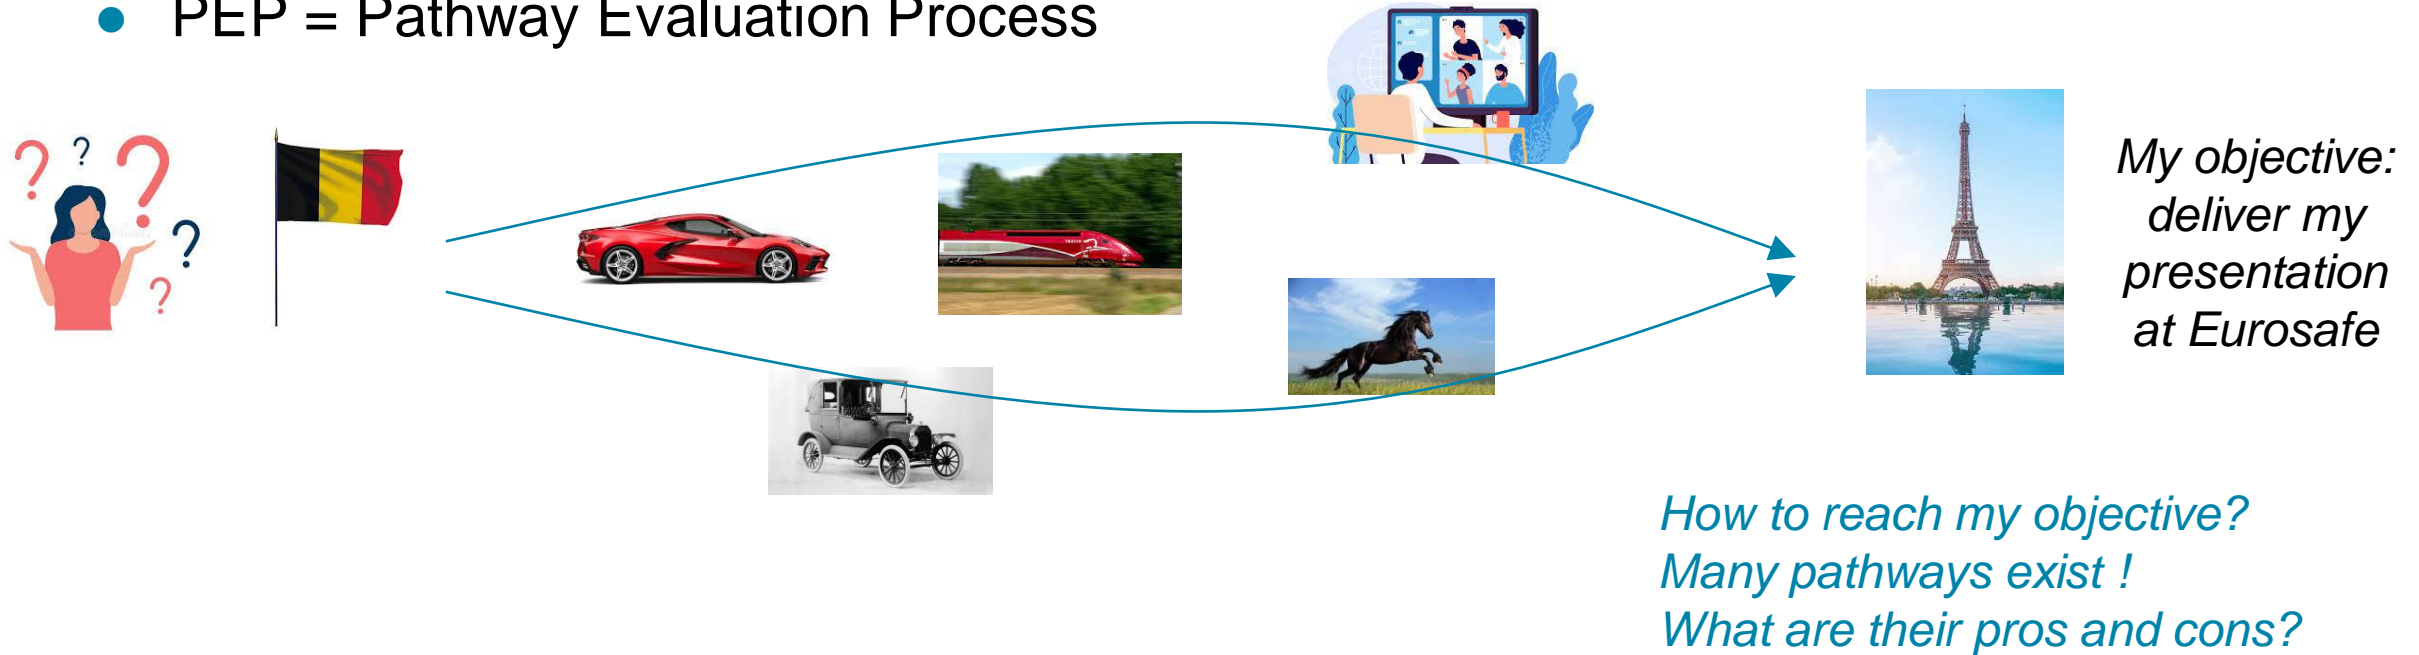 ● PEP = Pathway Evaluation Process
? ? ? ? ?
My objective:
deliver my
presentation
at Eurosafe
How to reach my objective?
Many pathways exist !
What are their pros and cons?